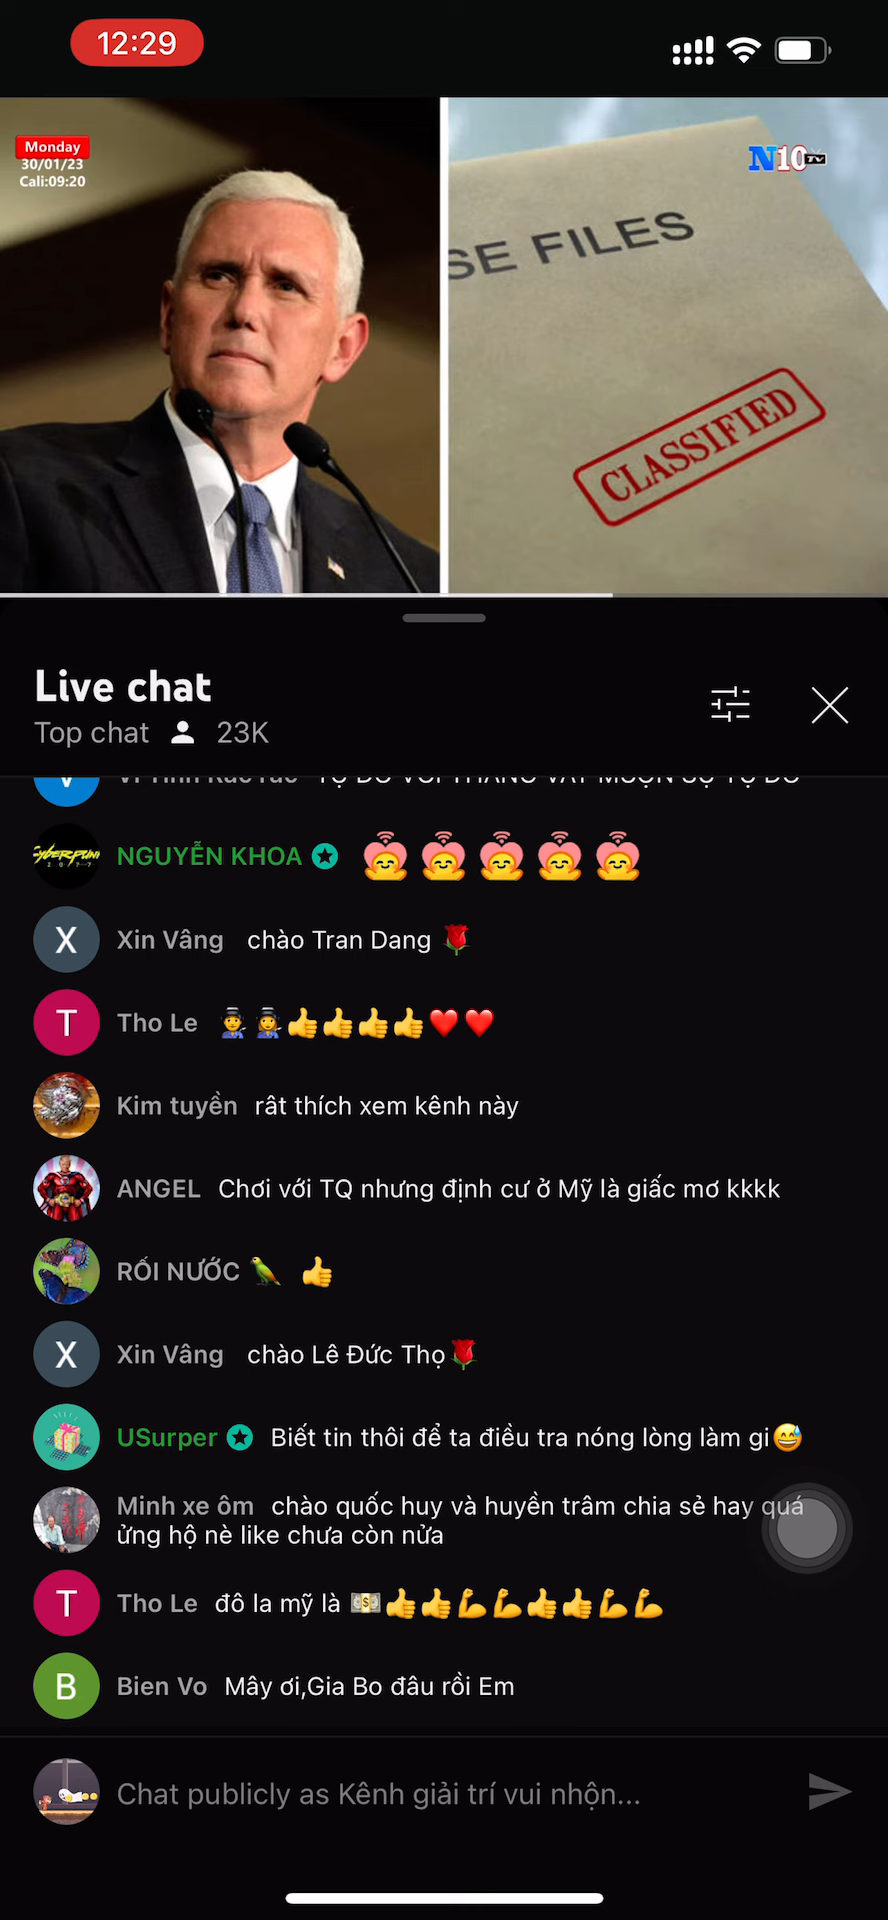 12:29
Monday
30/01/23
Cali:09:20
N10 TV
SE FILES
CLASSIFIED
Live chat
Top chat 23K
NGUYỄN KHOA
Xin Vâng chào Tran Dang 🌹
Tho Le 👍👍👍👍❤️❤️
Kim tuyền rât thích xem kênh này
ANGEL Chơi với TQ nhưng định cư ở Mỹ là giấc mơ kkkk
RỐI NƯỚC 🦜 👍
Xin Vâng chào Lê Đức Thọ🌹
USurper Biết tin thôi để ta điều tra nóng lòng làm gi😅
Minh xe ôm chào quốc huy và huyền trâm chia sẻ hay quá
ửng hộ nè like chưa còn nửa
Tho Le đô la mỹ là 💵👍👍💪💪👍👍💪💪
Bien Vo Mây ơi,Gia Bo đâu rồi Em
Chat publicly as Kênh giải trí vui nhộn...